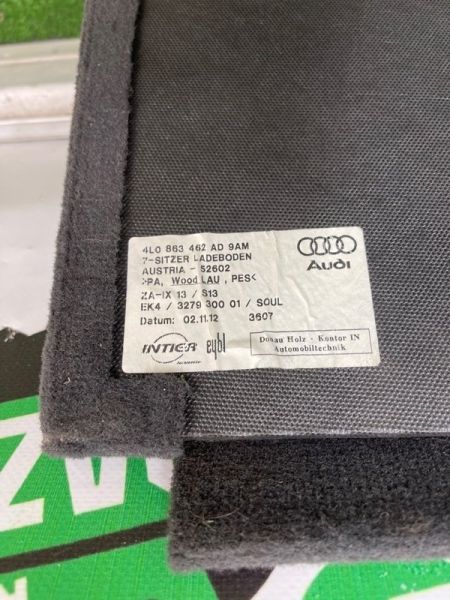 4L0 863 462 AD 9AM
7-SITZER LADEBODEN
AUSTRIA - 52602
>PA, Wood LAU , PES<
ZA-IX 13 / S13
EK4 / 3279 300 01 / SOUL
Datum: 02.11.12 3607
Audi
INTIER eybl
Donau Holz - Kontor IN
Automobiltechnik